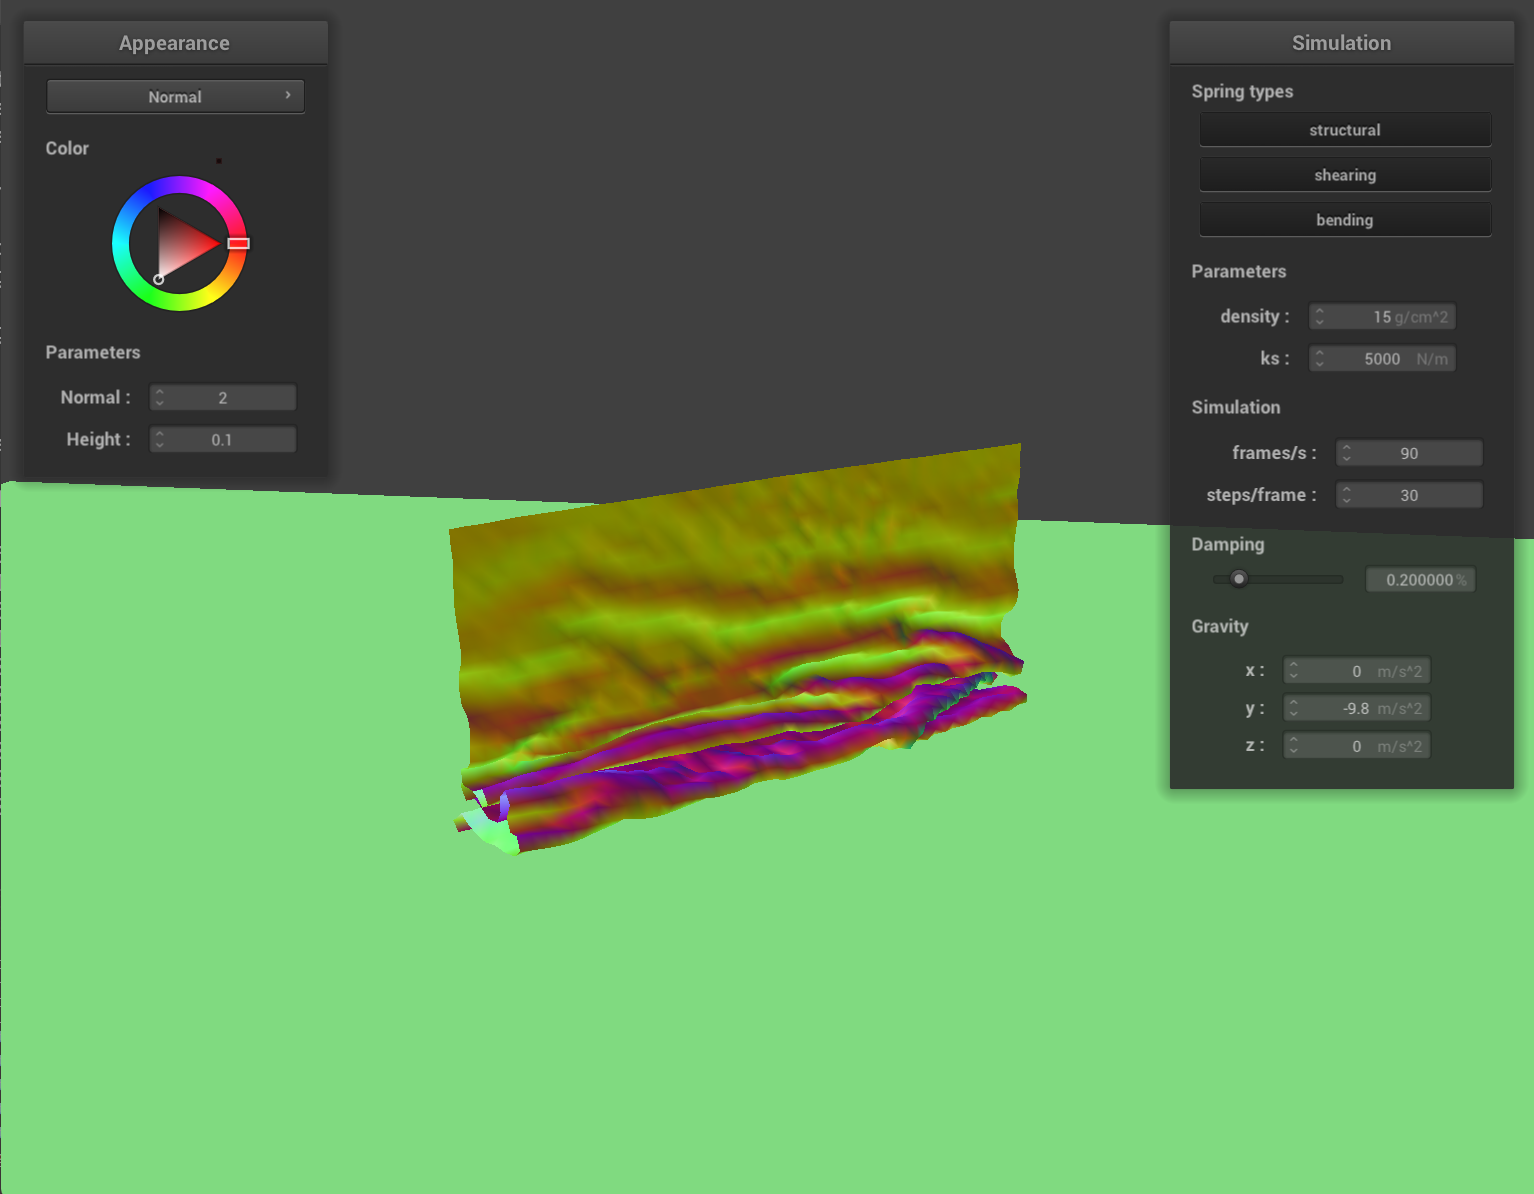 Appearance
Normal
Color
Parameters
Normal : 2
Height : 0.1
Simulation
Spring types
structural
shearing
bending
Parameters
density : 15 g/cm^2
ks : 5000 N/m
Simulation
frames/s : 90
steps/frame : 30
Damping
0.200000 %
Gravity
x : 0 m/s^2
y : -9.8 m/s^2
z : 0 m/s^2